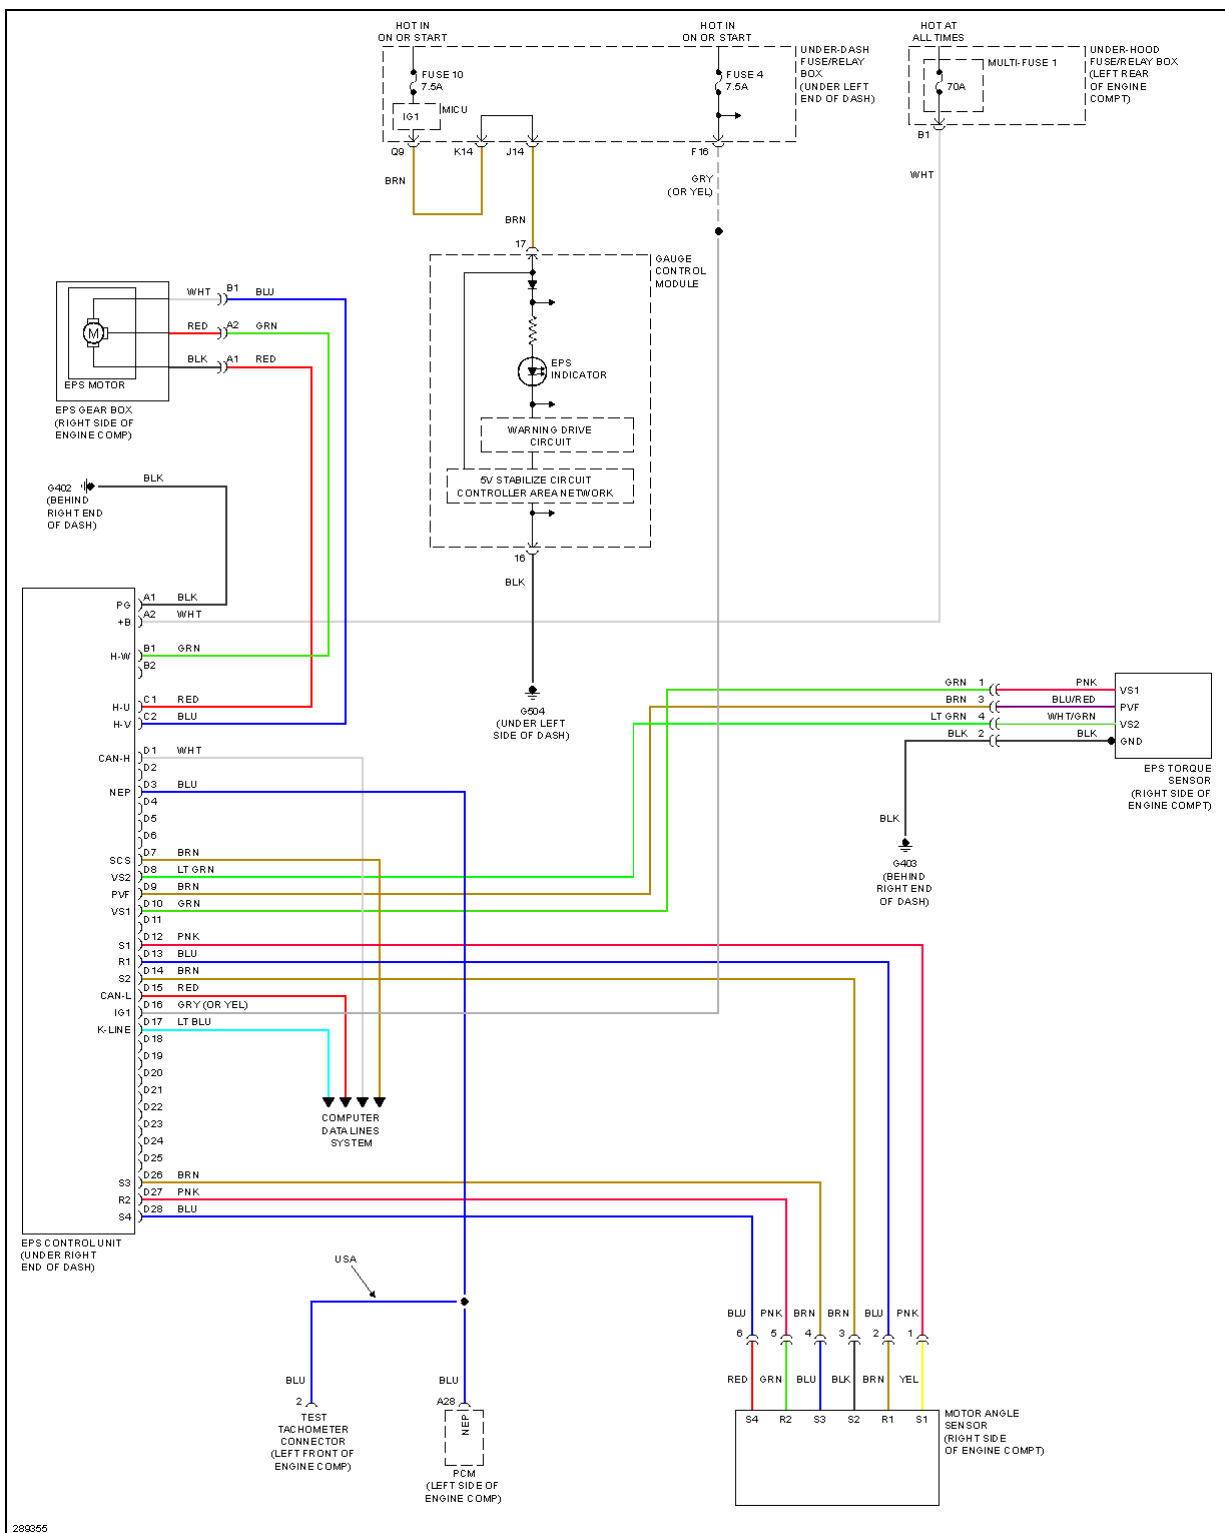 HOT IN
ON OR START
HOT IN
ON OR START
HOT AT
ALL TIMES
FUSE 10
7.5A
MICU
IG1
FUSE 4
7.5A
UNDER-DASH
FUSE/RELAY
BOX
(UNDER LEFT
END OF DASH)
MULTI-FUSE 1
70A
UNDER-HOOD
FUSE/RELAY BOX
(LEFT REAR
OF ENGINE
COMPT)
Q9
K14
J14
F16
B1
BRN
GRY
(OR YEL)
WHT
BRN
17
GAUGE
CONTROL
MODULE
EPS
INDICATOR
WARNING DRIVE
CIRCUIT
5V STABILIZE CIRCUIT
CONTROLLER AREA NETWORK
16
BLK
G504
(UNDER LEFT
SIDE OF DASH)
WHT B1 BLU
RED A2 GRN
BLK A1 RED
M
EPS MOTOR
EPS GEAR BOX
(RIGHT SIDE OF
ENGINE COMP)
BLK
G402
(BEHIND
RIGHT END
OF DASH)
PG A1 BLK
+B A2 WHT
H-W B1 GRN
B2
H-U C1 RED
H-V C2 BLU
CAN-H D1 WHT
D2
NEP D3 BLU
D4
D5
D6
SCS D7 BRN
VS2 D8 LT GRN
PVF D9 BRN
VS1 D10 GRN
D11
S1 D12 PNK
R1 D13 BLU
S2 D14 BRN
CAN-L D15 RED
IG1 D16 GRY (OR YEL)
K-LINE D17 LT BLU
D18
D19
D20
D21
D22
D23
D24
D25
S3 D26 BRN
R2 D27 PNK
S4 D28 BLU
EPS CONTROL UNIT
(UNDER RIGHT
END OF DASH)
COMPUTER
DATA LINES
SYSTEM
GRN 1 PNK VS1
BRN 3 BLU/RED PVF
LT GRN 4 WHT/GRN VS2
BLK 2 BLK GND
EPS TORQUE
SENSOR
(RIGHT SIDE OF
ENGINE COMPT)
BLK
G403
(BEHIND
RIGHT END
OF DASH)
USA
BLU
2
TEST
TACHOMETER
CONNECTOR
(LEFT FRONT OF
ENGINE COMP)
BLU
A28
NEP
PCM
(LEFT SIDE OF
ENGINE COMP)
BLU PNK BRN BRN BLU PNK
6 5 4 3 2 1
RED GRN BLU BLK BRN YEL
S4 R2 S3 S2 R1 S1
MOTOR ANGLE
SENSOR
(RIGHT SIDE
OF ENGINE COMPT)
289355